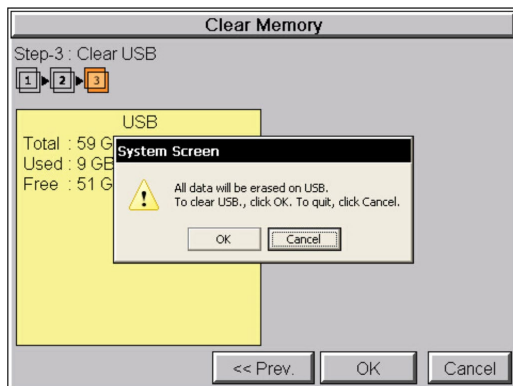 Clear Memory
Step-3 : Clear USB
1 2 3
USB
Total : 59 G
Used : 9 GB
Free : 51 G
System Screen
All data will be erased on USB.
To clear USB., click OK. To quit, click Cancel.
OK Cancel
<< Prev. OK Cancel